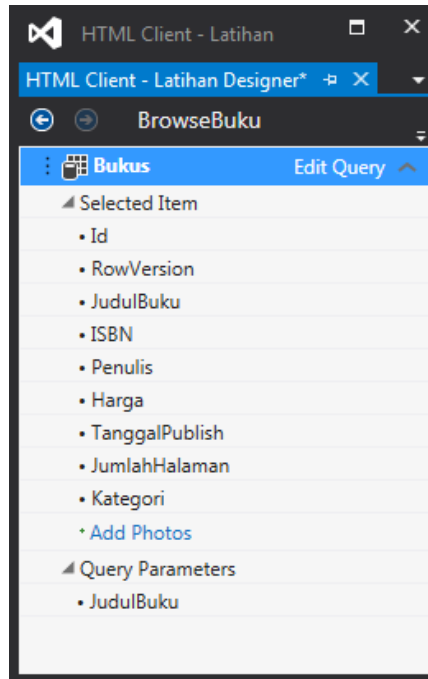 HTML Client - Latihan
HTML Client - Latihan Designer*
BrowseBuku
Bukus Edit Query
Selected Item
• Id
• RowVersion
• JudulBuku
• ISBN
• Penulis
• Harga
• TanggalPublish
• JumlahHalaman
• Kategori
+ Add Photos
Query Parameters
• JudulBuku